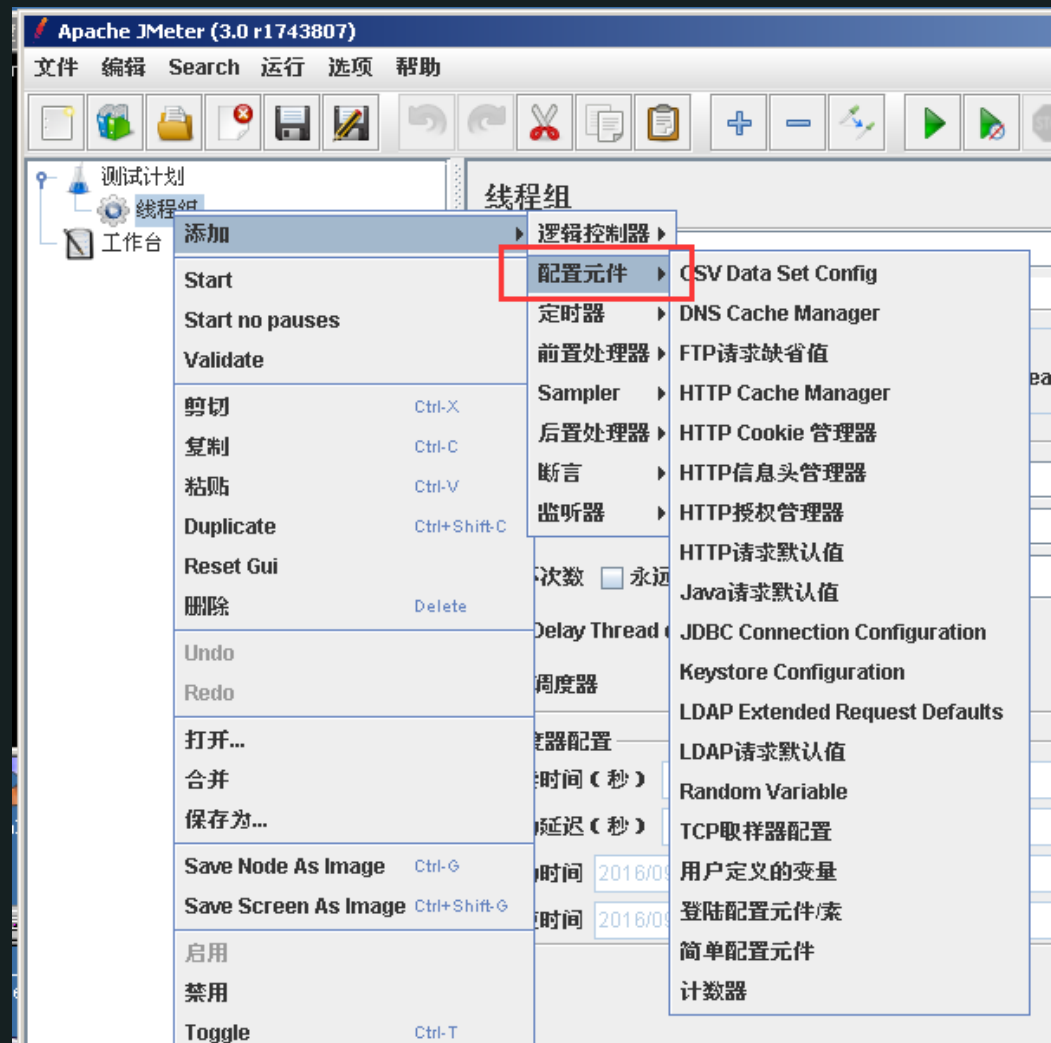 Apache JMeter (3.0 r1743807)
文件 编辑 Search 运行 选项 帮助
测试计划
线程组
工作台
线程组
添加
Start
Start no pauses
Validate
剪切 Ctrl-X
复制 Ctrl-C
粘贴 Ctrl-V
Duplicate Ctrl+Shift-C
Reset Gui
删除 Delete
Undo
Redo
打开...
合并
保存为...
Save Node As Image Ctrl-G
Save Screen As Image Ctrl+Shift-G
启用
禁用
Toggle Ctrl-T
逻辑控制器
配置元件
定时器
前置处理器
Sampler
后置处理器
断言
监听器
CSV Data Set Config
DNS Cache Manager
FTP请求缺省值
HTTP Cache Manager
HTTP Cookie 管理器
HTTP信息头管理器
HTTP授权管理器
HTTP请求默认值
Java请求默认值
JDBC Connection Configuration
Keystore Configuration
LDAP Extended Request Defaults
LDAP请求默认值
Random Variable
TCP取样器配置
用户定义的变量
登陆配置元件/素
简单配置元件
计数器
次数 永远
Delay Thread
调度器
器配置
时间（秒）
延迟（秒）
时间 2016/09
时间 2016/09